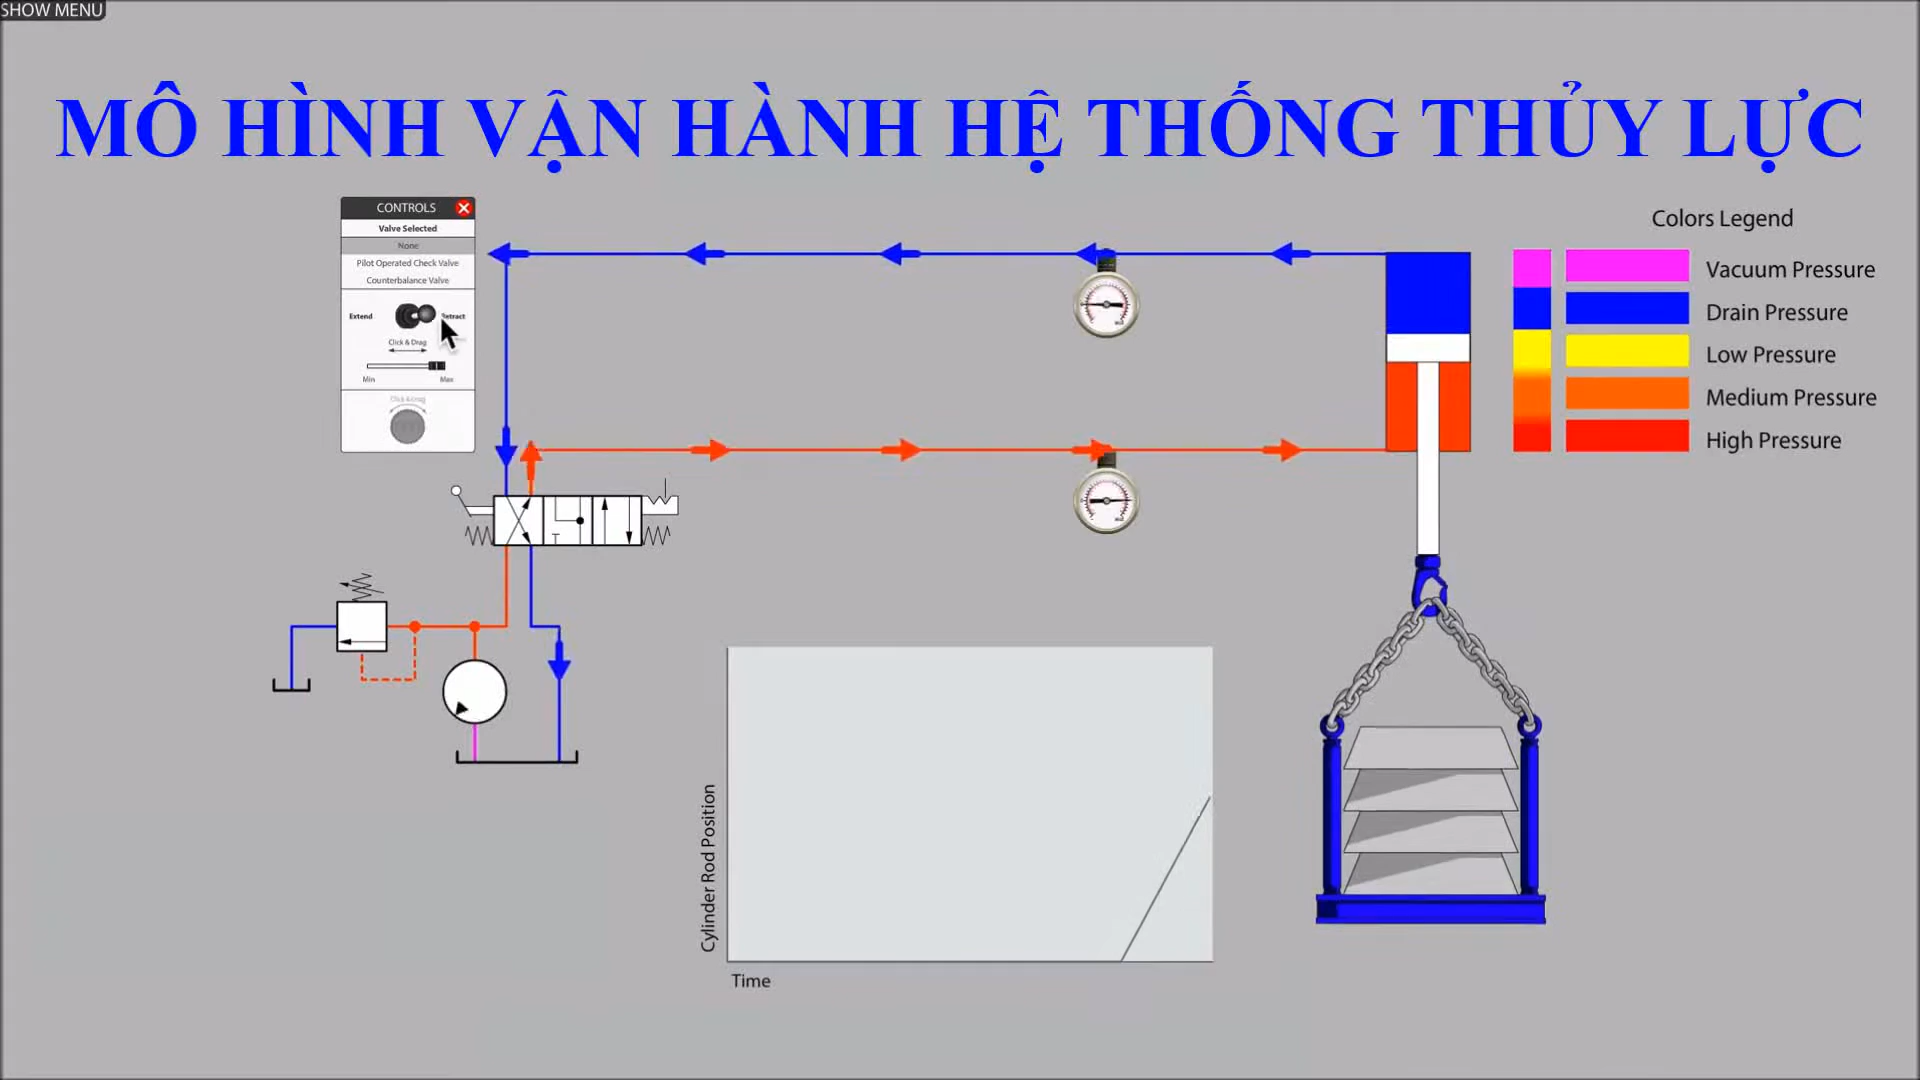 SHOW MENU
MÔ HÌNH VẬN HÀNH HỆ THỐNG THỦY LỰC
CONTROLS
Valve Selected
None
Pilot Operated Check Valve
Counterbalance Valve
Extend
Click & Drag
Min
Max
Click & Drag
Colors Legend
Vacuum Pressure
Drain Pressure
Low Pressure
Medium Pressure
High Pressure
Cylinder Rod Position
Time